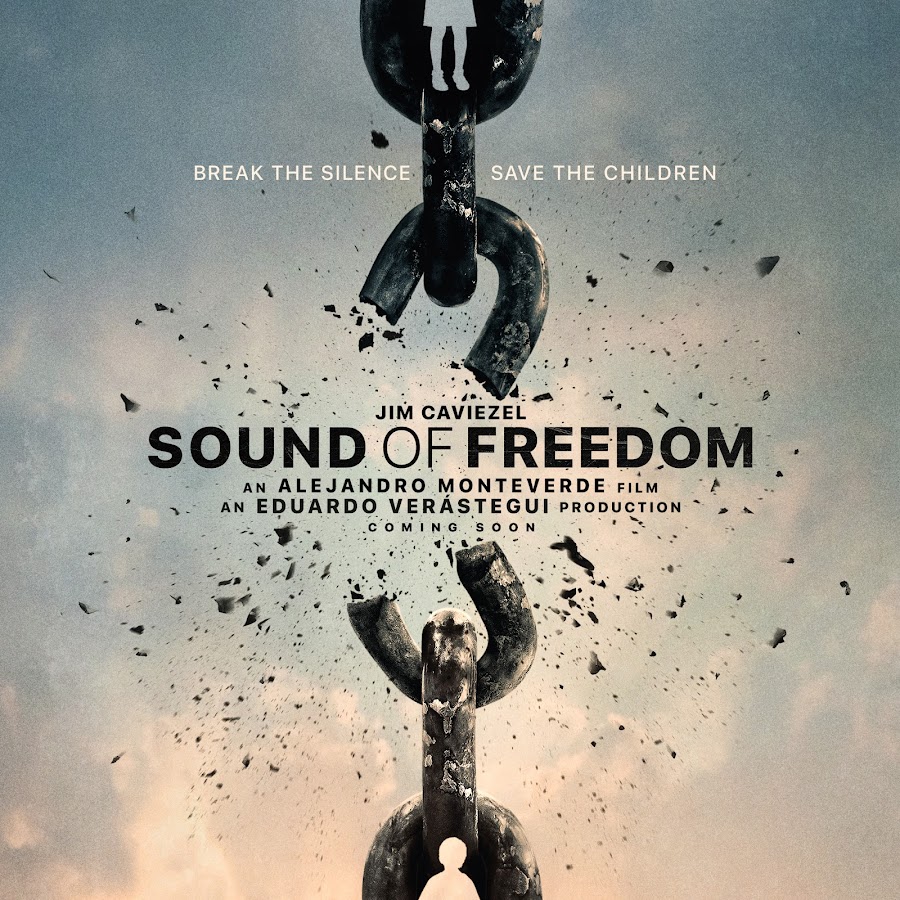 BREAK THE SILENCE SAVE THE CHILDREN
JIM CAVIEZEL
SOUND OF FREEDOM
AN ALEJANDRO MONTEVERDE FILM
AN EDUARDO VERÁSTEGUI PRODUCTION
COMING SOON